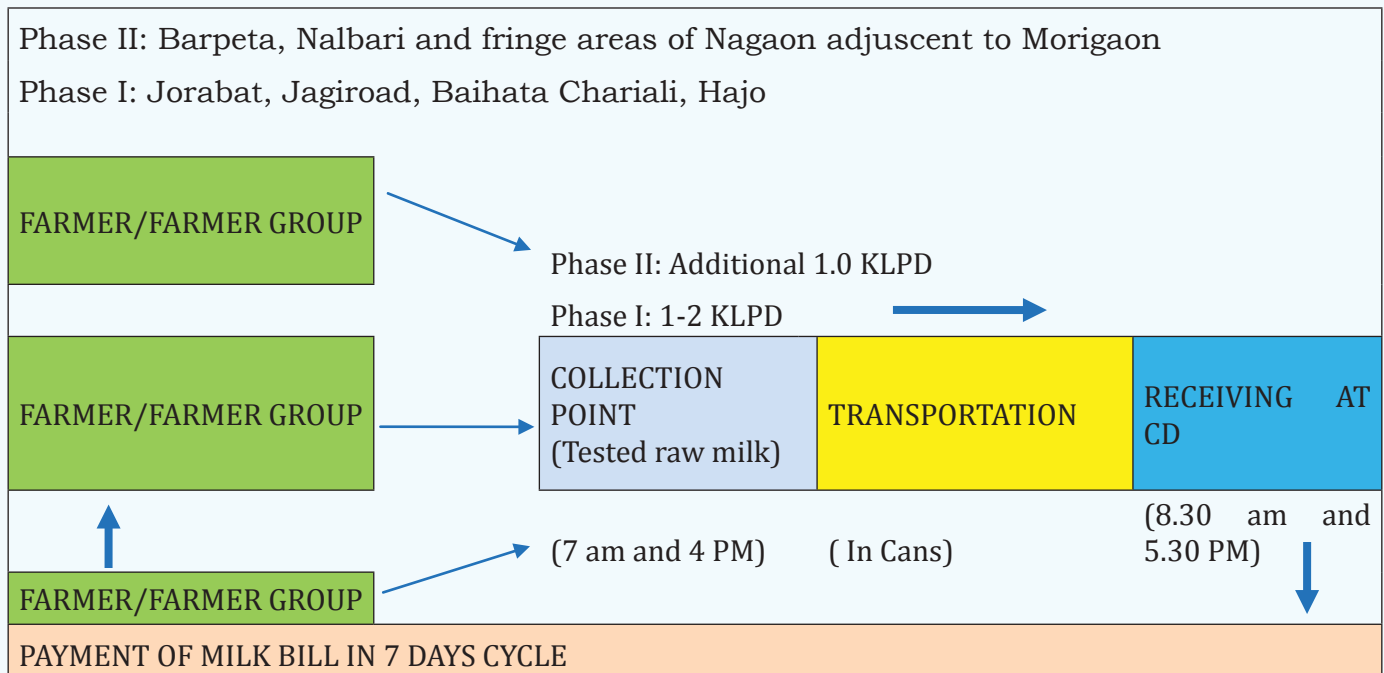 Phase II: Barpeta, Nalbari and fringe areas of Nagaon adjuscent to Morigaon
Phase I: Jorabat, Jagiroad, Baihata Chariali, Hajo
FARMER/FARMER GROUP
Phase II: Additional 1.0 KLPD
Phase I: 1-2 KLPD
FARMER/FARMER GROUP
COLLECTION
POINT
(Tested raw milk)
TRANSPORTATION
RECEIVING AT
CD
(7 am and 4 PM)
( In Cans)
(8.30 am and
5.30 PM)
FARMER/FARMER GROUP
PAYMENT OF MILK BILL IN 7 DAYS CYCLE